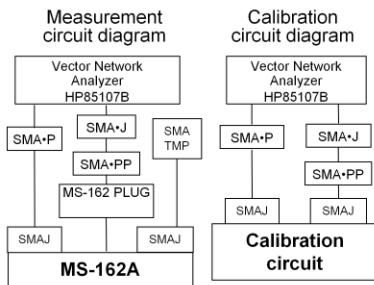 Measurement
circuit diagram
Vector Network
Analyzer
HP85107B
SMA•P
SMA•J
SMA•PP
SMA
TMP
MS-162 PLUG
SMAJ
SMAJ
MS-162A
Calibration
circuit diagram
Vector Network
Analyzer
HP85107B
SMA•P
SMA•J
SMA•PP
SMAJ
SMAJ
Calibration
circuit